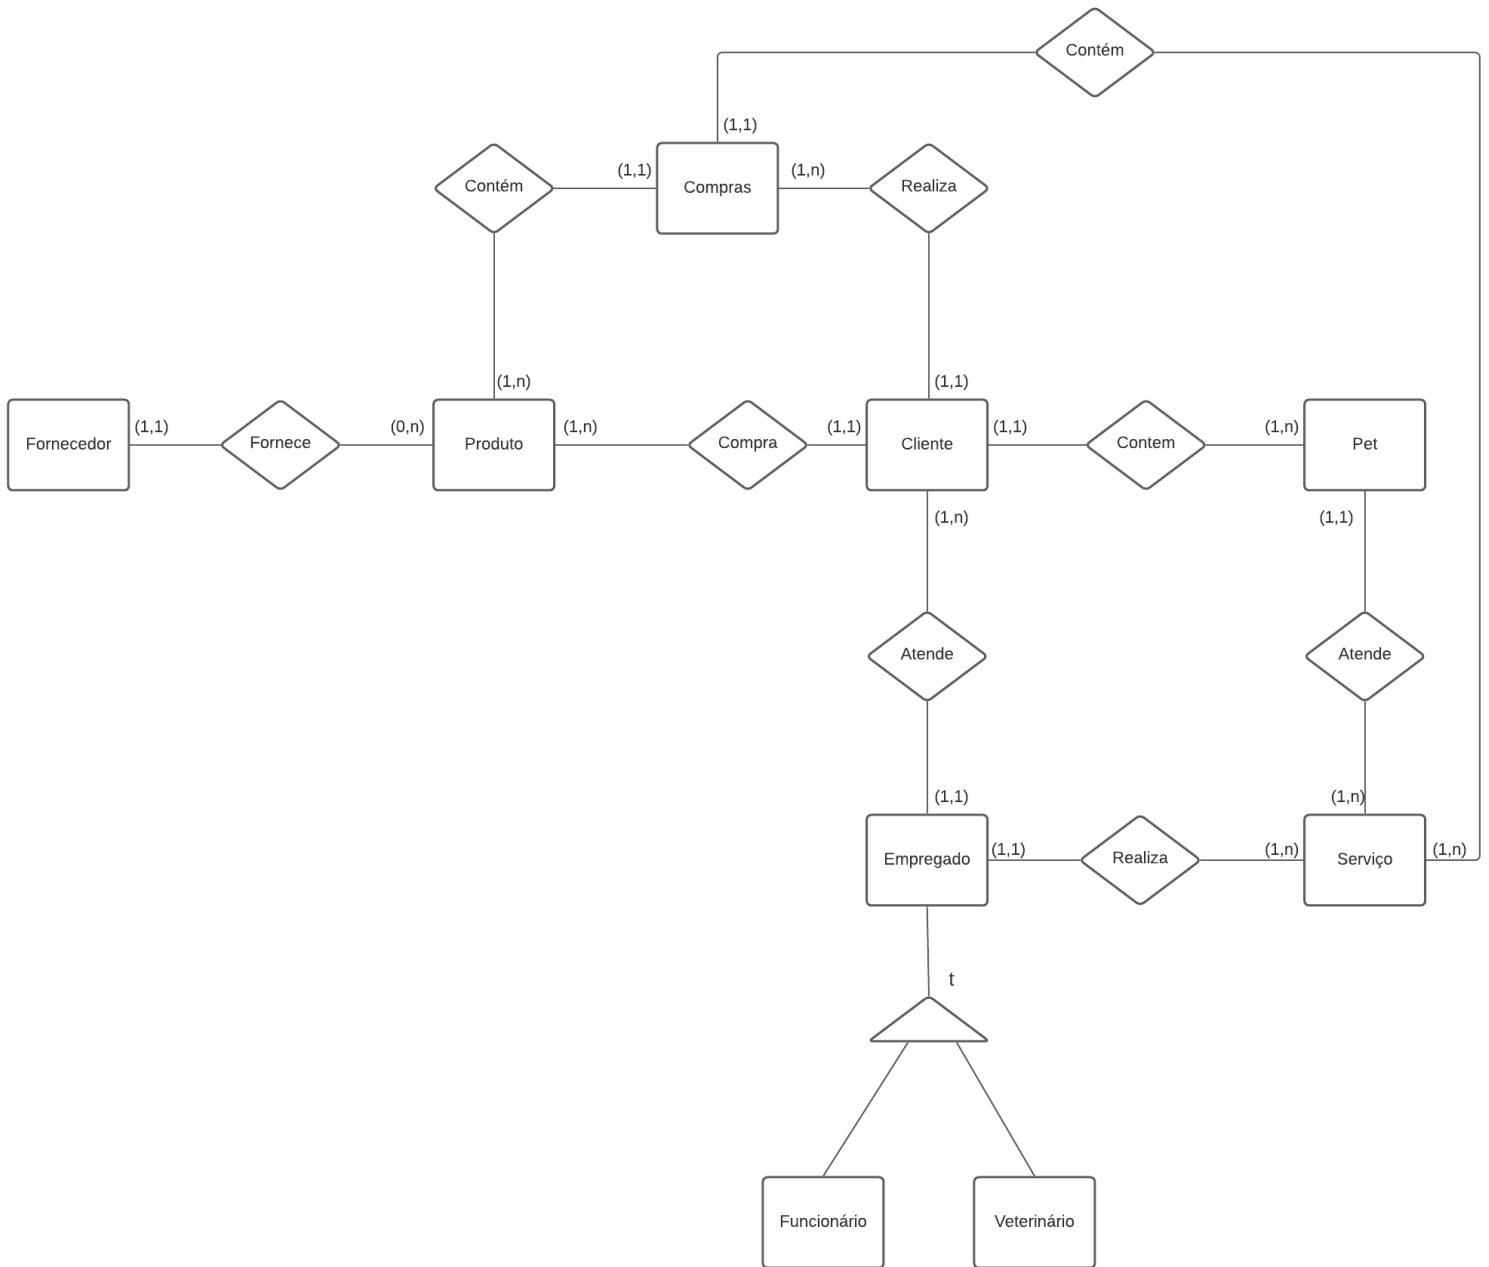 Contém
(1,1)
Contém
(1,1)
Compras
(1,n)
Realiza
(1,n)
(1,1)
Fornecedor
(1,1)
Fornece
(0,n)
Produto
(1,n)
Compra
(1,1)
Cliente
(1,1)
Contem
(1,n)
Pet
(1,n)
(1,1)
Atende
Atende
(1,1)
(1,n)
Empregado
(1,1)
Realiza
(1,n)
Serviço
(1,n)
t
Funcionário
Veterinário